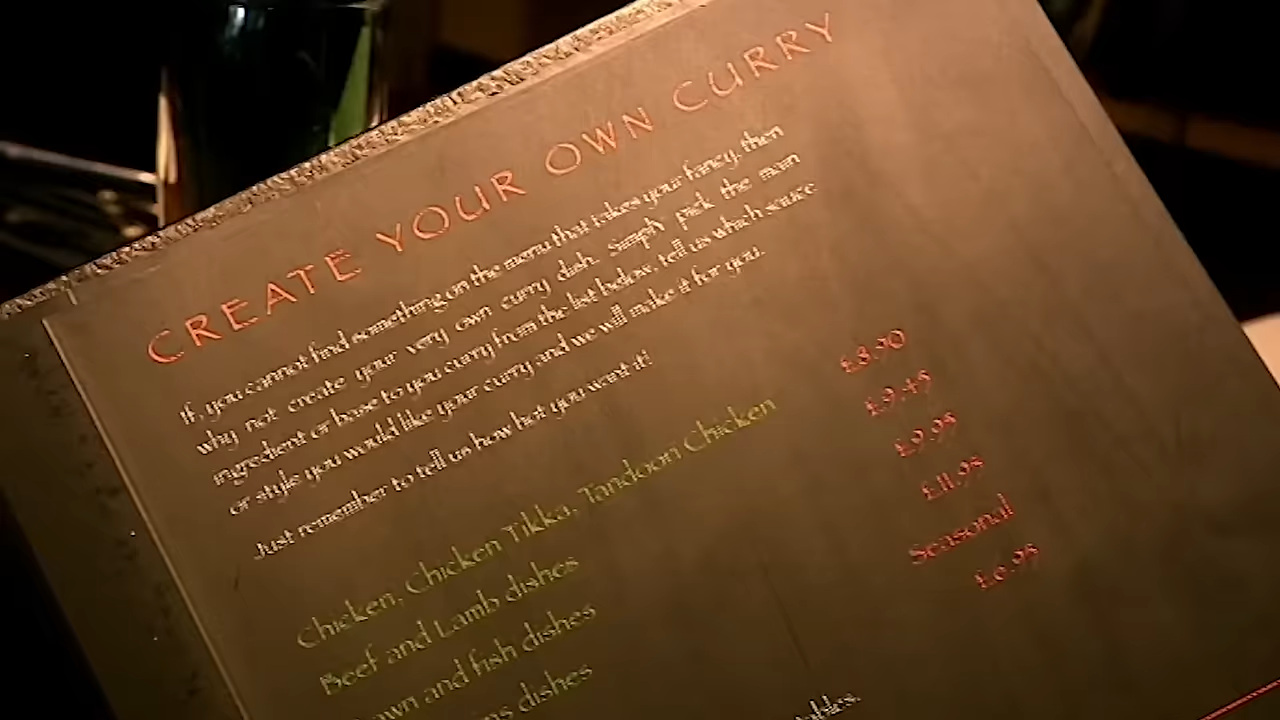 CREATE YOUR OWN CURRY
If, you cannot find something on the menu that takes your fancy, then
why not create your very own curry dish. Simply pick the main
ingredient or base to you curry from the list below, tell us which sauce
or style you would like your curry and we will make it for you.
Just remember to tell us how hot you want it!
Chicken, Chicken Tikka, Tandoori Chicken £8.90
Beef and Lamb dishes £9.45
and fish dishes £9.95
dishes £11.95
Seasonal
£6.95